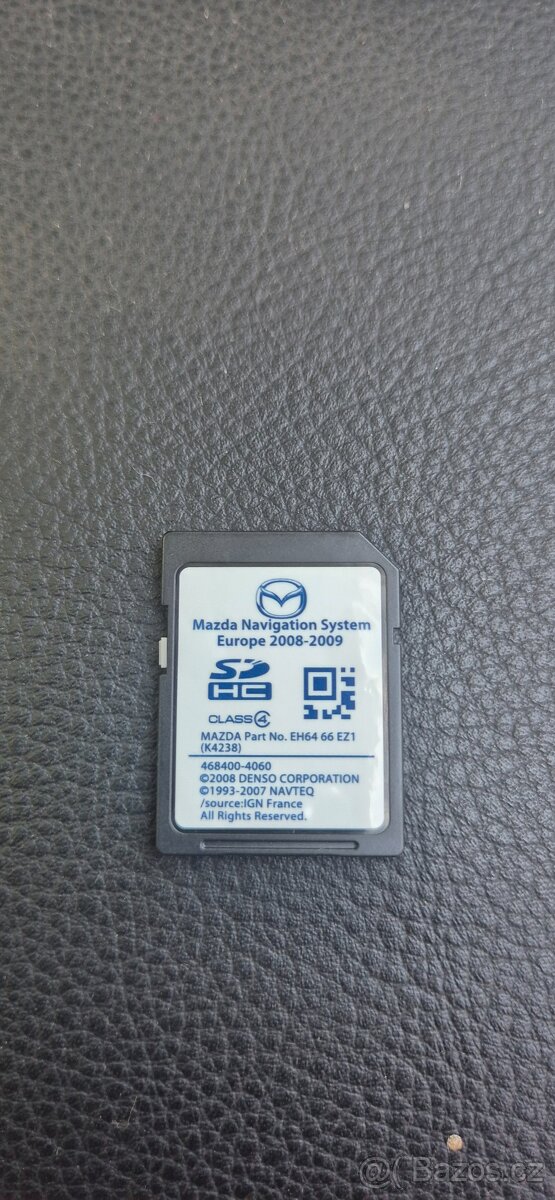 Mazda Navigation System
Europe 2008-2009
SD
HC
CLASS 4
MAZDA Part No. EH64 66 EZ1
(K4238)
468400-4060
©2008 DENSO CORPORATION
©1993-2007 NAVTEQ
/source:IGN France
All Rights Reserved.
@( Bazos.cz